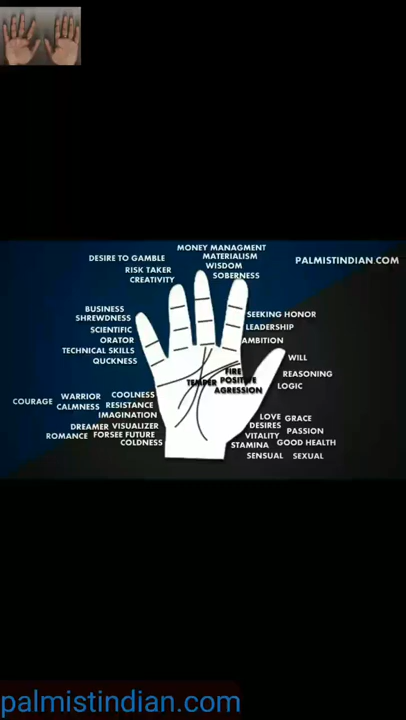 MONEY MANAGMENT
MATERIALISM
WISDOM
SOBERNESS
PALMISTINDIAN.COM
DESIRE TO GAMBLE
RISK TAKER
CREATIVITY
BUSINESS
SHREWDNESS
SCIENTIFIC
ORATOR
TECHNICAL SKILLS
QUCKNESS
SEEKING HONOR
LEADERSHIP
AMBITION
WILL
REASONING
LOGIC
FIRE
TEMPER POSITIVE
AGRESSION
COURAGE
WARRIOR
CALMNESS
COOLNESS
RESISTANCE
IMAGINATION
DREAMER VISUALIZER
ROMANCE FORSEE FUTURE
COLDNESS
LOVE GRACE
DESIRES PASSION
VITALITY GOOD HEALTH
STAMINA
SENSUAL SEXUAL
palmistindian.com